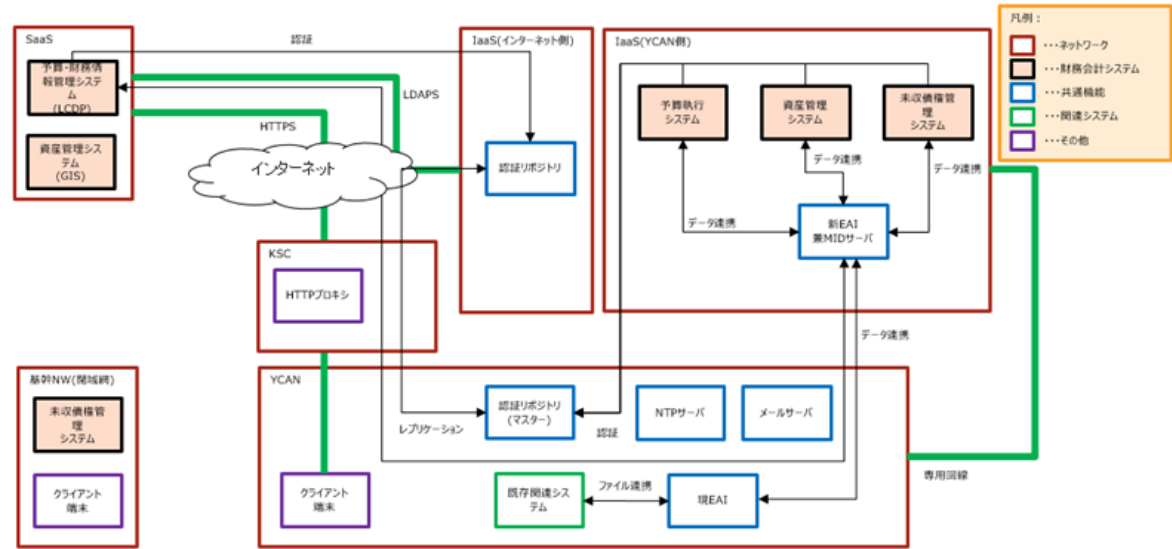 SaaS
予算・財務情
報管理システ
ム
(LCDP)
資産管理シス
テム
(GIS)
認証
LDAPS
HTTPS
インターネット
IaaS(インターネット側)
認証リポジトリ
IaaS(YCAN側)
予算執行
システム
資産管理
システム
未収債権管
理
システム
データ連携
データ連携
データ連携
新EAI
兼MIDサーバ
データ連携
凡例：
・・・ネットワーク
・・・財務会計システム
・・・共通機能
・・・関連システム
・・・その他
KSC
HTTPプロキシ
基幹NW(閉域網)
未収債権管
理
システム
クライアント
端末
YCAN
認証リポジトリ
(マスター)
レプリケーション
認証
NTPサーバ
メールサーバ
クライアント
端末
既存関連シス
テム
ファイル連携
現EAI
専用回線